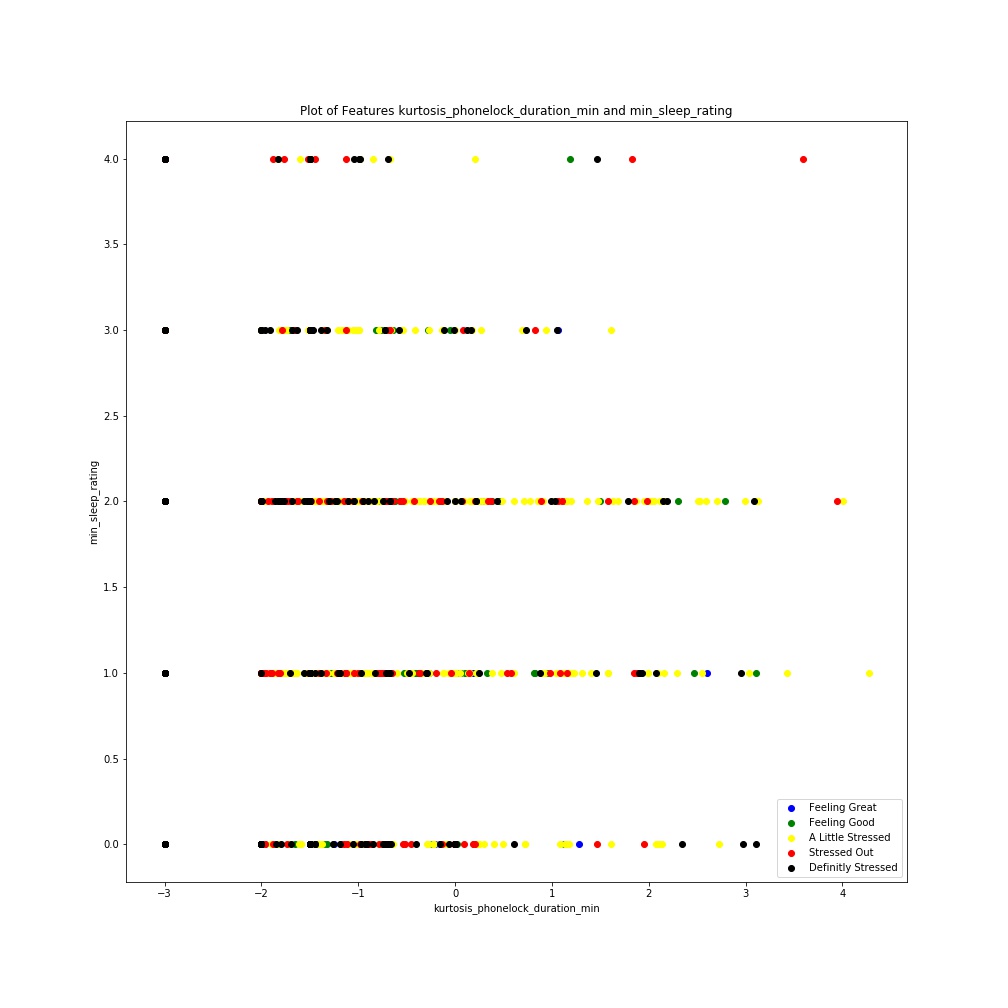 Plot of Features kurtosis_phonelock_duration_min and min_sleep_rating
4.0
3.5
3.0
2.5
2.0
1.5
1.0
0.5
0.0
min_sleep_rating
Feeling Great
Feeling Good
A Little Stressed
Stressed Out
Definitly Stressed
−3
−2
−1
0
1
2
3
4
kurtosis_phonelock_duration_min